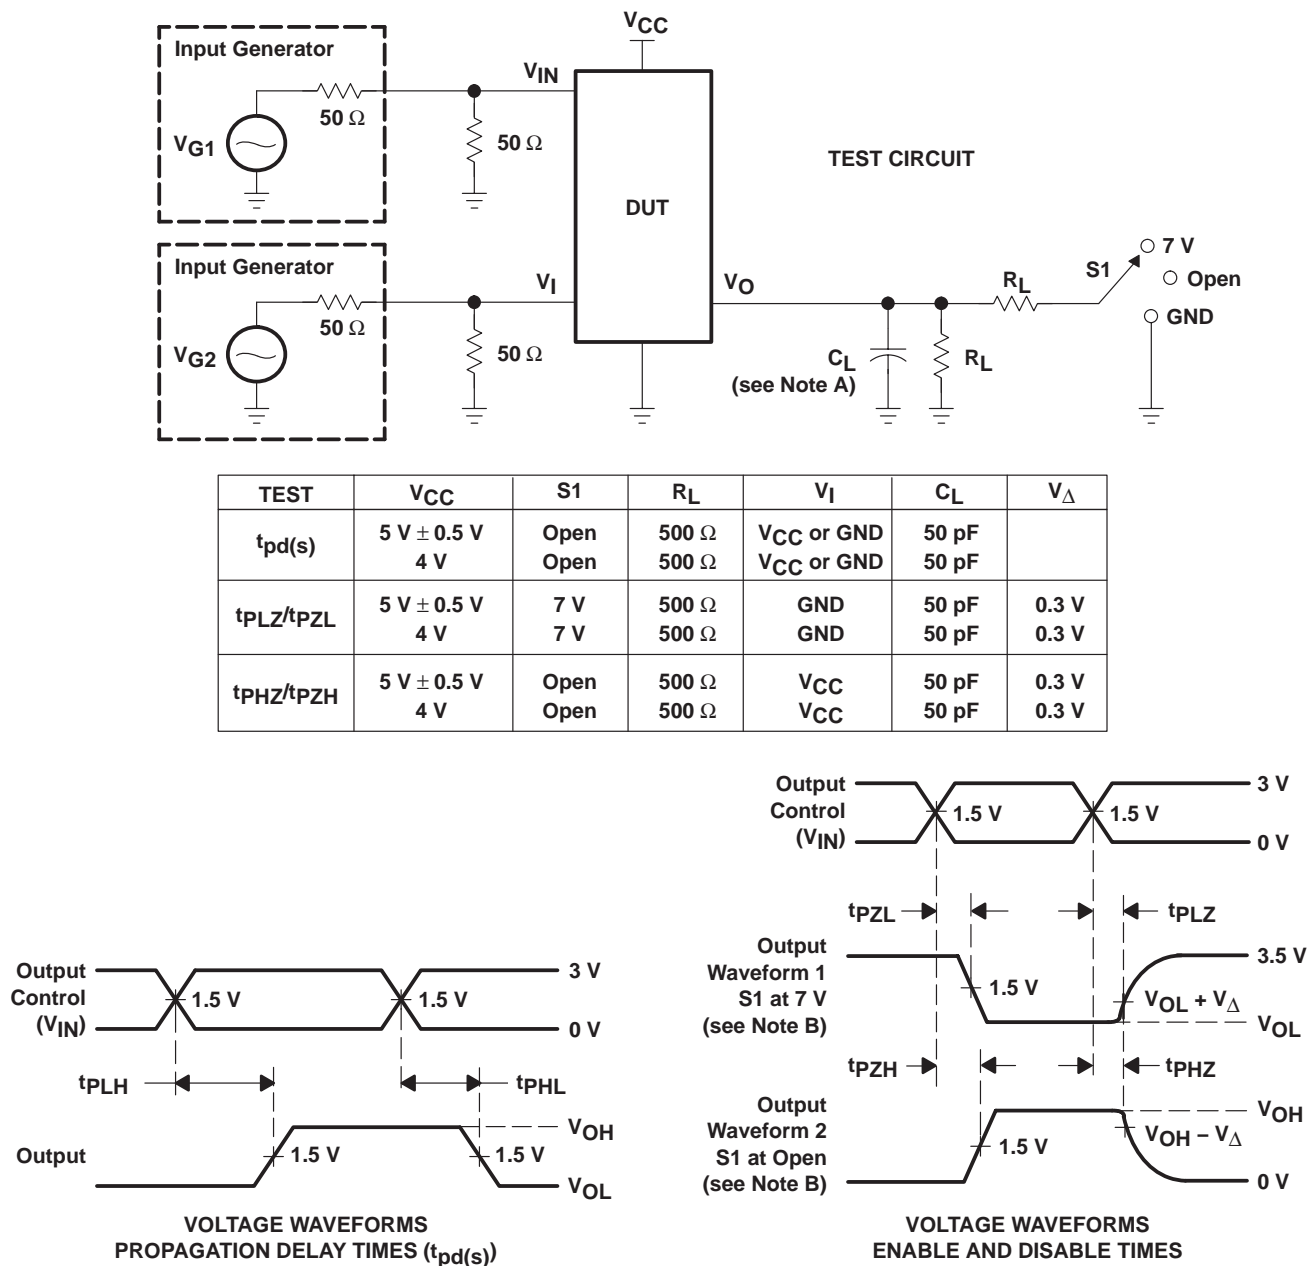 VCC
Input Generator
VIN
50 Ω
VG1
50 Ω
TEST CIRCUIT
DUT
Input Generator
VI
VO
50 Ω
VG2
50 Ω
RL
S1
7 V
Open
GND
CL
(see Note A)
RL
TEST VCC S1 RL VI CL VΔ
tpd(s) 5 V ± 0.5 V Open 500 Ω VCC or GND 50 pF
4 V Open 500 Ω VCC or GND 50 pF
tPLZ/tPZL 5 V ± 0.5 V 7 V 500 Ω GND 50 pF 0.3 V
4 V 7 V 500 Ω GND 50 pF 0.3 V
tPHZ/tPZH 5 V ± 0.5 V Open 500 Ω VCC 50 pF 0.3 V
4 V Open 500 Ω VCC 50 pF 0.3 V
Output
Control
(VIN)
1.5 V
1.5 V
3 V
0 V
tPLH
tPHL
Output
1.5 V
1.5 V
VOH
VOL
VOLTAGE WAVEFORMS
PROPAGATION DELAY TIMES (tpd(s))
Output
Control
(VIN)
1.5 V
1.5 V
3 V
0 V
tPZL
tPLZ
Output
Waveform 1
S1 at 7 V
(see Note B)
1.5 V
3.5 V
VOL + VΔ
VOL
tPZH
tPHZ
Output
Waveform 2
S1 at Open
(see Note B)
1.5 V
VOH
VOH − VΔ
0 V
VOLTAGE WAVEFORMS
ENABLE AND DISABLE TIMES